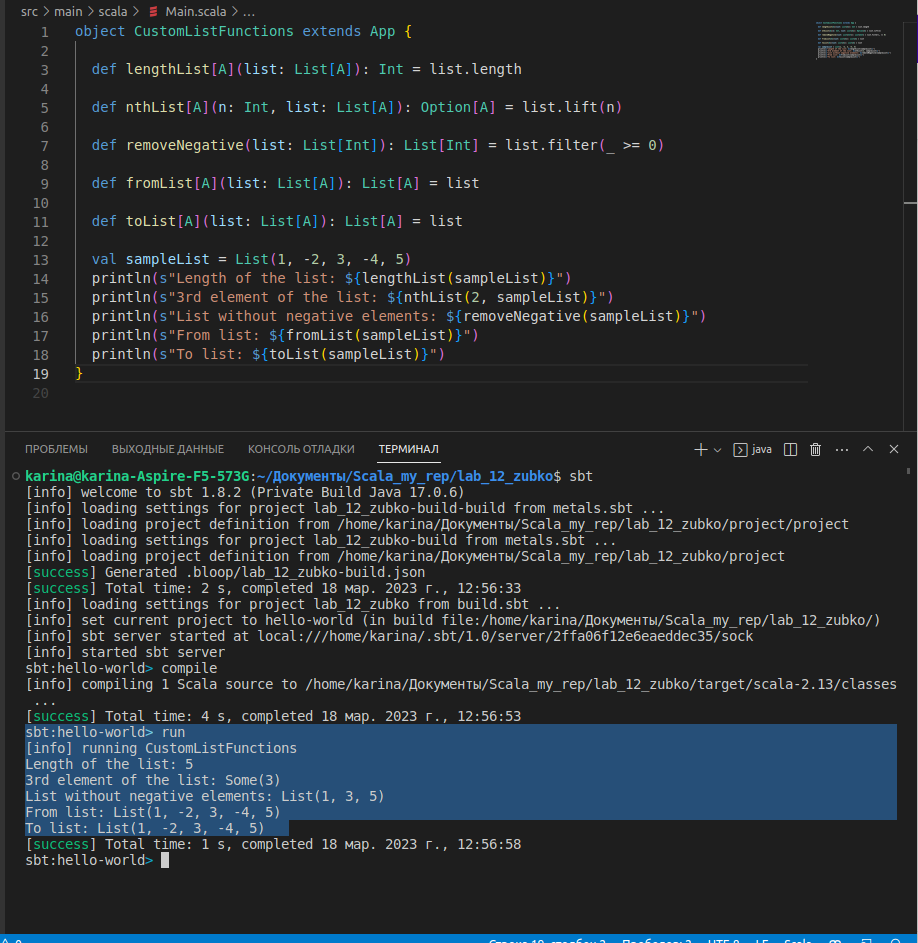 src > main > scala > Main.scala > ...
1 object CustomListFunctions extends App {
2
3 def lengthList[A](list: List[A]): Int = list.length
4
5 def nthList[A](n: Int, list: List[A]): Option[A] = list.lift(n)
6
7 def removeNegative(list: List[Int]): List[Int] = list.filter(_ >= 0)
8
9 def fromList[A](list: List[A]): List[A] = list
10
11 def toList[A](list: List[A]): List[A] = list
12
13 val sampleList = List(1, -2, 3, -4, 5)
14 println(s"Length of the list: ${lengthList(sampleList)}")
15 println(s"3rd element of the list: ${nthList(2, sampleList)}")
16 println(s"List without negative elements: ${removeNegative(sampleList)}")
17 println(s"From list: ${fromList(sampleList)}")
18 println(s"To list: ${toList(sampleList)}")
19 }
20
ПРОБЛЕМЫ ВЫХОДНЫЕ ДАННЫЕ КОНСОЛЬ ОТЛАДКИ ТЕРМИНАЛ java
karina@karina-Aspire-F5-573G:~/Документы/Scala_my_rep/lab_12_zubko$ sbt
[info] welcome to sbt 1.8.2 (Private Build Java 17.0.6)
[info] loading settings for project lab_12_zubko-build-build from metals.sbt ...
[info] loading project definition from /home/karina/Документы/Scala_my_rep/lab_12_zubko/project/project
[info] loading settings for project lab_12_zubko-build from metals.sbt ...
[info] loading project definition from /home/karina/Документы/Scala_my_rep/lab_12_zubko/project
[success] Generated .bloop/lab_12_zubko-build.json
[success] Total time: 2 s, completed 18 мар. 2023 г., 12:56:33
[info] loading settings for project lab_12_zubko from build.sbt ...
[info] set current project to hello-world (in build file:/home/karina/Документы/Scala_my_rep/lab_12_zubko/)
[info] sbt server started at local:///home/karina/.sbt/1.0/server/2ffa06f12e6eaeddec35/sock
[info] started sbt server
sbt:hello-world> compile
[info] compiling 1 Scala source to /home/karina/Документы/Scala_my_rep/lab_12_zubko/target/scala-2.13/classes
...
[success] Total time: 4 s, completed 18 мар. 2023 г., 12:56:53
sbt:hello-world> run
[info] running CustomListFunctions
Length of the list: 5
3rd element of the list: Some(3)
List without negative elements: List(1, 3, 5)
From list: List(1, -2, 3, -4, 5)
To list: List(1, -2, 3, -4, 5)
[success] Total time: 1 s, completed 18 мар. 2023 г., 12:56:58
sbt:hello-world>